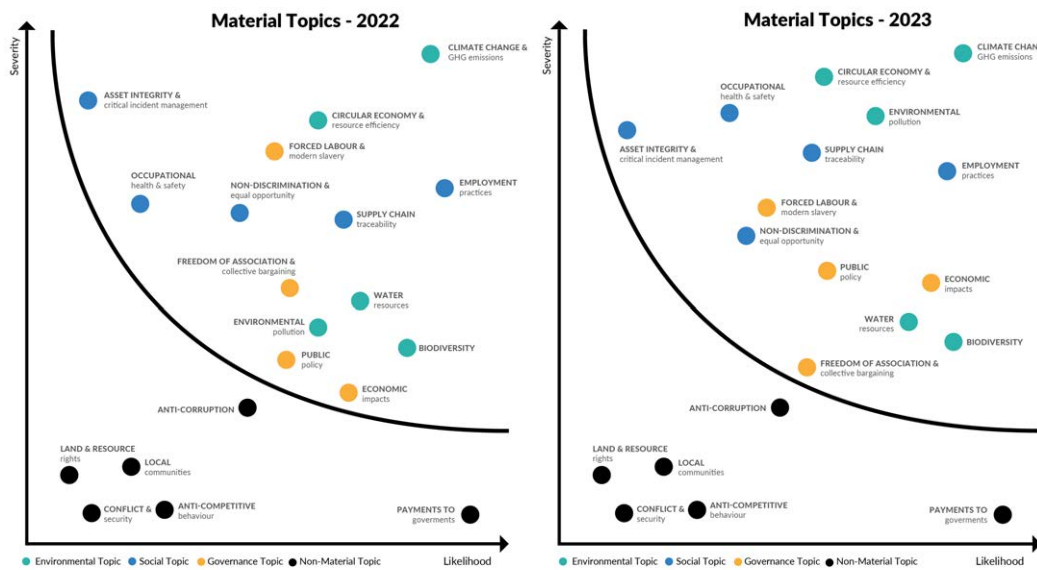 Material Topics - 2022
Severity
CLIMATE CHANGE &
GHG emissions
ASSET INTEGRITY &
critical incident management
CIRCULAR ECONOMY &
resource efficiency
FORCED LABOUR &
modern slavery
OCCUPATIONAL
health & safety
NON-DISCRIMINATION &
equal opportunity
EMPLOYMENT
practices
SUPPLY CHAIN
traceability
FREEDOM OF ASSOCIATION &
collective bargaining
WATER
resources
ENVIRONMENTAL
pollution
BIODIVERSITY
PUBLIC
policy
ECONOMIC
impacts
ANTI-CORRUPTION
LAND & RESOURCE
rights
LOCAL
communities
CONFLICT &
security
ANTI-COMPETITIVE
behaviour
PAYMENTS TO
goverments
Environmental Topic Social Topic Governance Topic Non-Material Topic Likelihood
Material Topics - 2023
Severity
CLIMATE CHAN
GHG emissions
CIRCULAR ECONOMY &
resource efficiency
OCCUPATIONAL
health & safety
ENVIRONMENTAL
pollution
ASSET INTEGRITY &
critical incident management
SUPPLY CHAIN
traceability
EMPLOYMENT
practices
FORCED LABOUR &
modern slavery
NON-DISCRIMINATION &
equal opportunity
PUBLIC
policy
ECONOMIC
impacts
WATER
resources
BIODIVERSITY
FREEDOM OF ASSOCIATION &
collective bargaining
ANTI-CORRUPTION
LAND & RESOURCE
rights
LOCAL
communities
CONFLICT &
security
ANTI-COMPETITIVE
behaviour
PAYMENTS TO
goverments
Environmental Topic Social Topic Governance Topic Non-Material Topic Likelihood